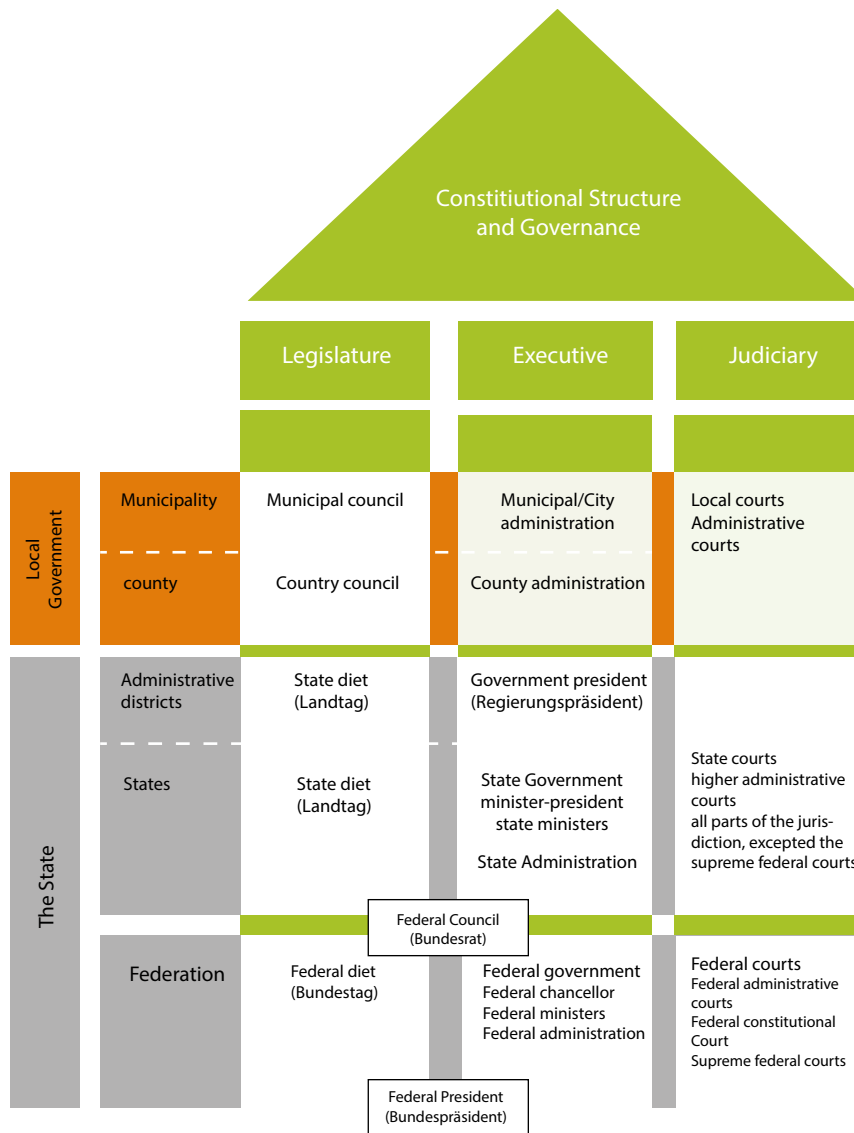 Constitiutional Structure
and Governance
Legislature
Executive
Judiciary
Local
Government
Municipality
Municipal council
Municipal/City
administration
Local courts
Administrative
courts
county
Country council
County administration
The State
Administrative
districts
State diet
(Landtag)
Government president
(Regierungspräsident)
States
State diet
(Landtag)
State Government
minister-president
state ministers
State Administration
State courts
higher administrative
courts
all parts of the juris-
diction, excepted the
supreme federal courts
Federal Council
(Bundesrat)
Federation
Federal diet
(Bundestag)
Federal government
Federal chancellor
Federal ministers
Federal administration
Federal courts
Federal administrative
courts
Federal constitutional
Court
Supreme federal courts
Federal President
(Bundespräsident)